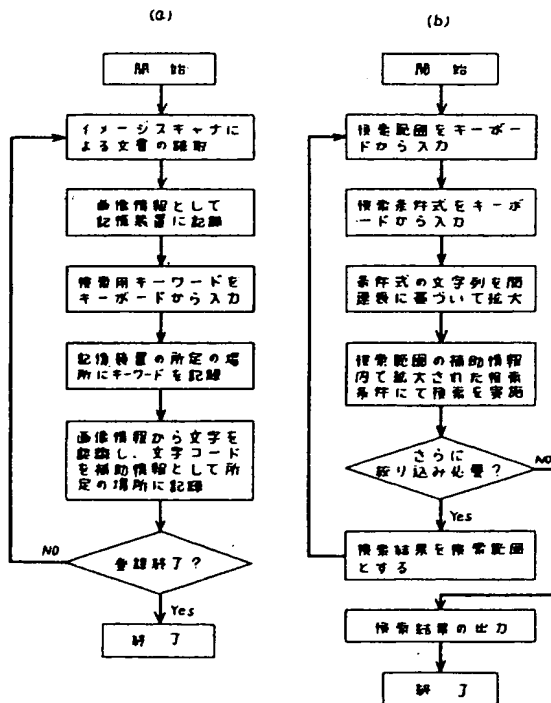 (a)
開始
イメージスキャナに
よる文書の読取
画像情報として
記憶装置に記録
検索用キーワードを
キーボードから入力
記憶装置の所定の場
所にキーワードを記録
画像情報から文字を
認識し、文字コード
を補助情報として所
定の場所に記録
NO
登録終了?
Yes
終了
(b)
開始
検索範囲をキーボー
ドから入力
検索条件式をキーボ
ードから入力
条件式の文字列を関
連表に基づいて拡大
検索範囲の補助情報
内で拡大された検索
条件にて検索を実施
さらに
絞り込み必要?
NO
Yes
検索結果を検索範囲
とする
検索結果の出力
終了